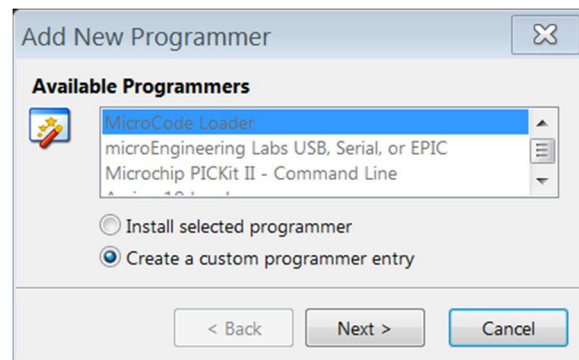 Add New Programmer
Available Programmers
MicroCode Loader
microEngineering Labs USB, Serial, or EPIC
Microchip PICKit II - Command Line
Install selected programmer
Create a custom programmer entry
< Back
Next >
Cancel